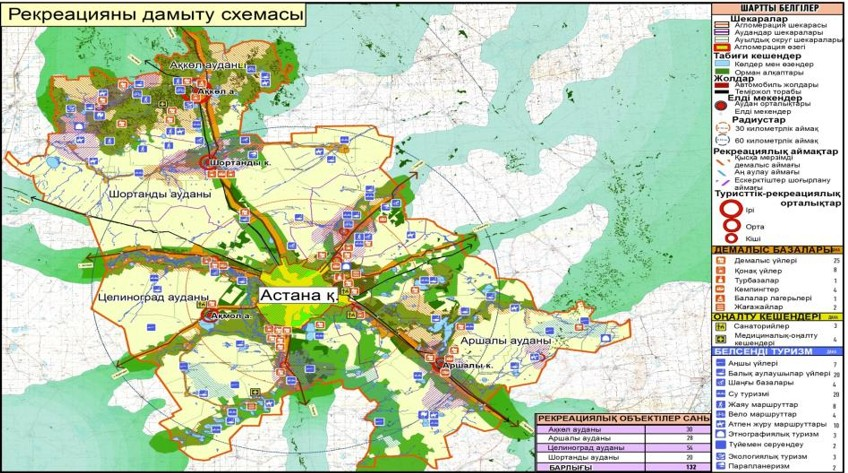 Рекреацияны дамыту схемасы
Ақкөл ауданы
Ақкөл а.
Шортанды к.
Шортанды ауданы
Астана қ.
Целиноград ауданы
Ақмол а.
Аршалы ауданы
Аршалы к.
РЕКРЕАЦИЯЛЫҚ ОБЪЕКТІЛЕР САНЫ
Ақкөл ауданы 30
Аршалы ауданы 28
Целиноград ауданы 54
Шортанды ауданы 20
БАРЛЫҒЫ 132
ШАРТТЫ БЕЛГІЛЕР
Шекаралар
Агломерация шекарасы
Аудандар шекаралары
Ауылдық округ шекаралары
Агломерация өзегі
Табиғи кешендер
Көлдер мен өзендер
Орман алқаптары
Жолдар
Автомобиль жолдары
Теміржол торабы
Елді мекендер
Аудан орталықтары
Елді мекендер
Радиустар
30 километрлік аймақ
60 километрлік аймақ
Рекреациялық аймақтар
Қысқа мерзімді
демалыс аймағы
Аң аулау аймағы
Ескерткіштер шоғырлану
аймағы
Туристтік-рекреациялық
орталықтар
Ірі
Орта
Кіші
ДЕМАЛЫС БАЗАЛАРЫ
Демалыс үйлері 25
Қонақ үйлер 8
Турбазалар 1
Кемпингтер 4
Балалар лагерьлері 1
Жағажайлар
ОҢАЛТУ КЕШЕНДЕРІ
Санаторийлер 3
Медициналық-оңалту
кешендері 4
БЕЛСЕНДІ ТУРИЗМ
Аңшы үйлері 7
Балық аулаушылар үйлері 20
Шаңғы базалары 4
Су туризмі 20
Жаяу маршруттар 8
Вело маршруттар 4
Атпен жүру маршруттары 10
Этнографиялық туризм 3
Түйемен серуендеу 2
Экологиялық туризм 3
Парапланеризм 2